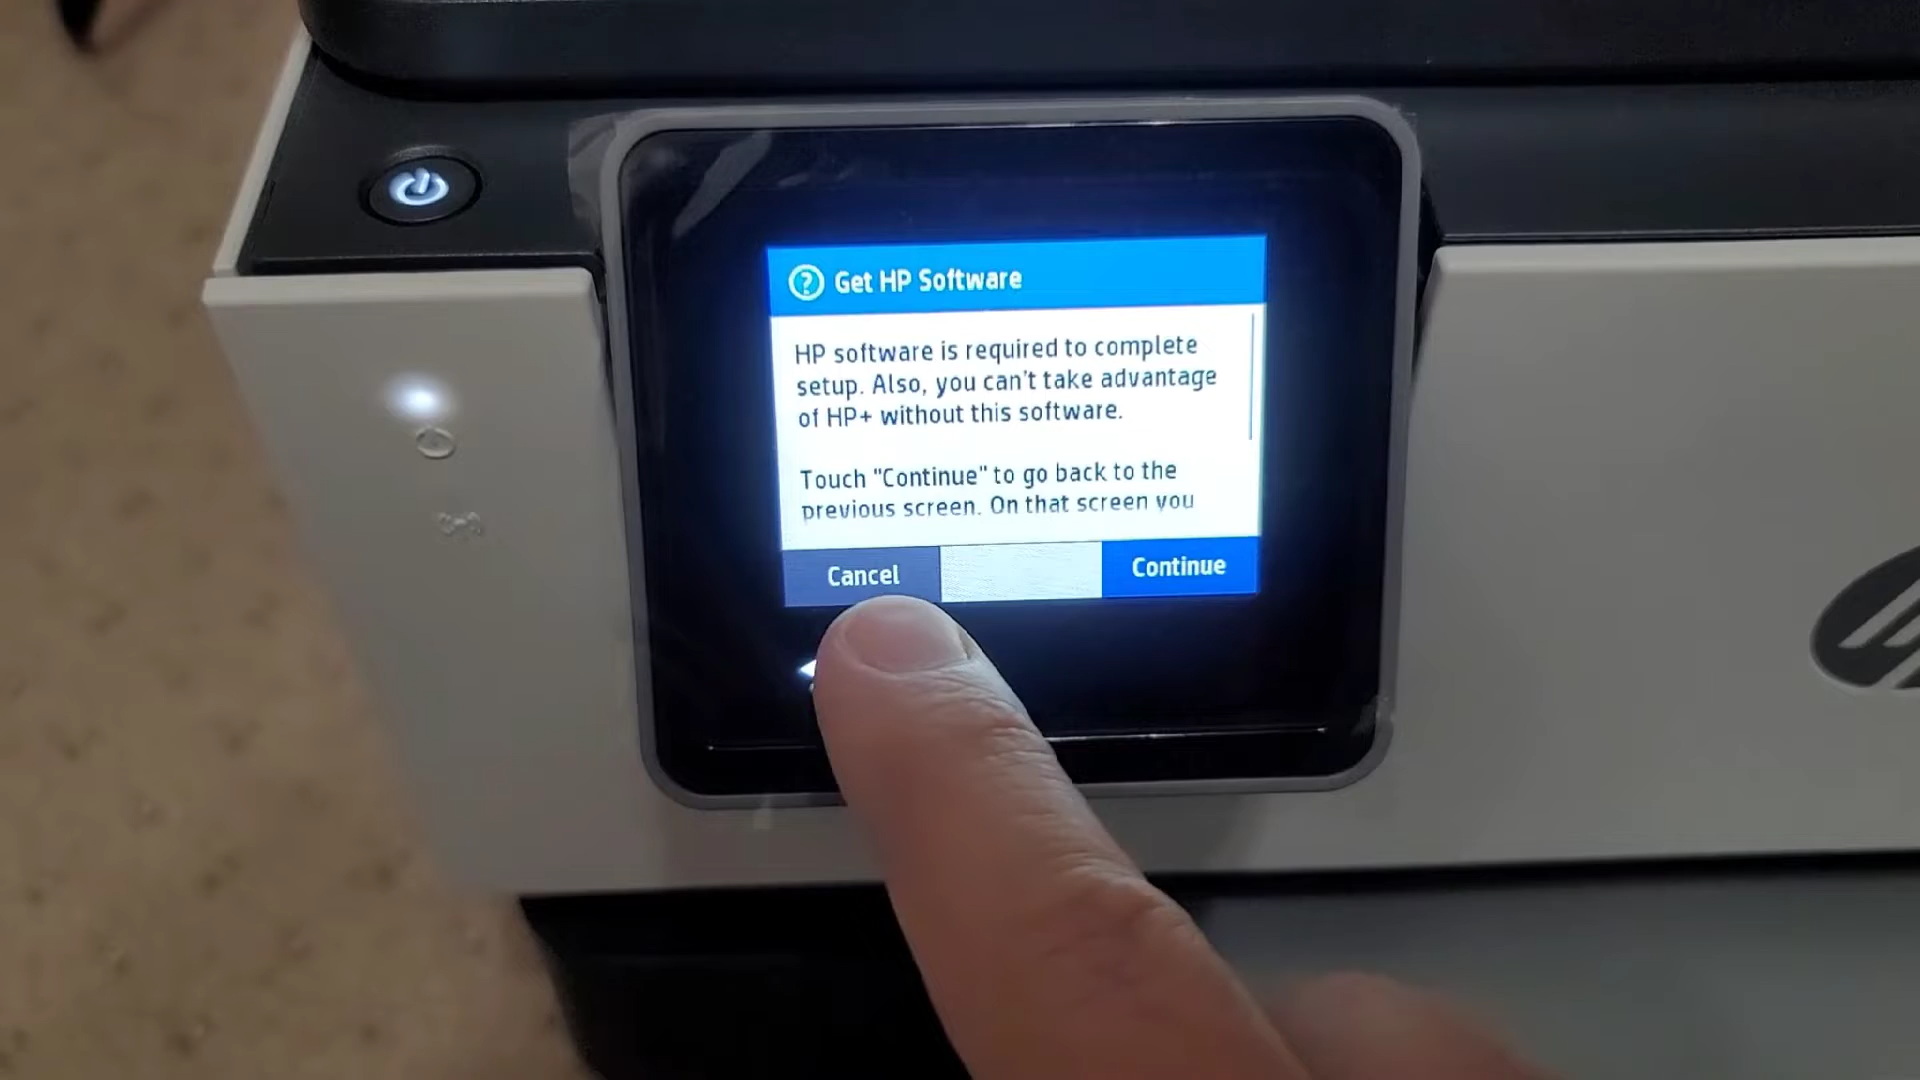 Get HP Software
HP software is required to complete
setup. Also, you can't take advantage
of HP+ without this software.
Touch "Continue" to go back to the
previous screen. On that screen you
Cancel
Continue